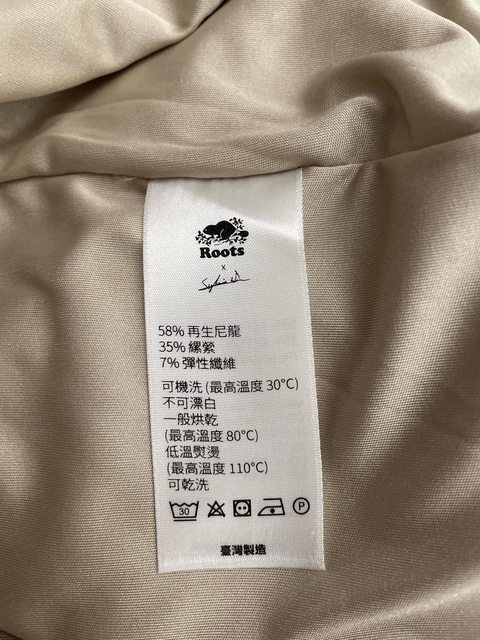 Roots
x
58% 再生尼龍
35% 縲縈
7% 彈性纖維
可機洗 (最高溫度 30°C)
不可漂白
一般烘乾
(最高溫度 80°C)
低溫熨燙
(最高溫度 110°C)
可乾洗
30 P
臺灣製造